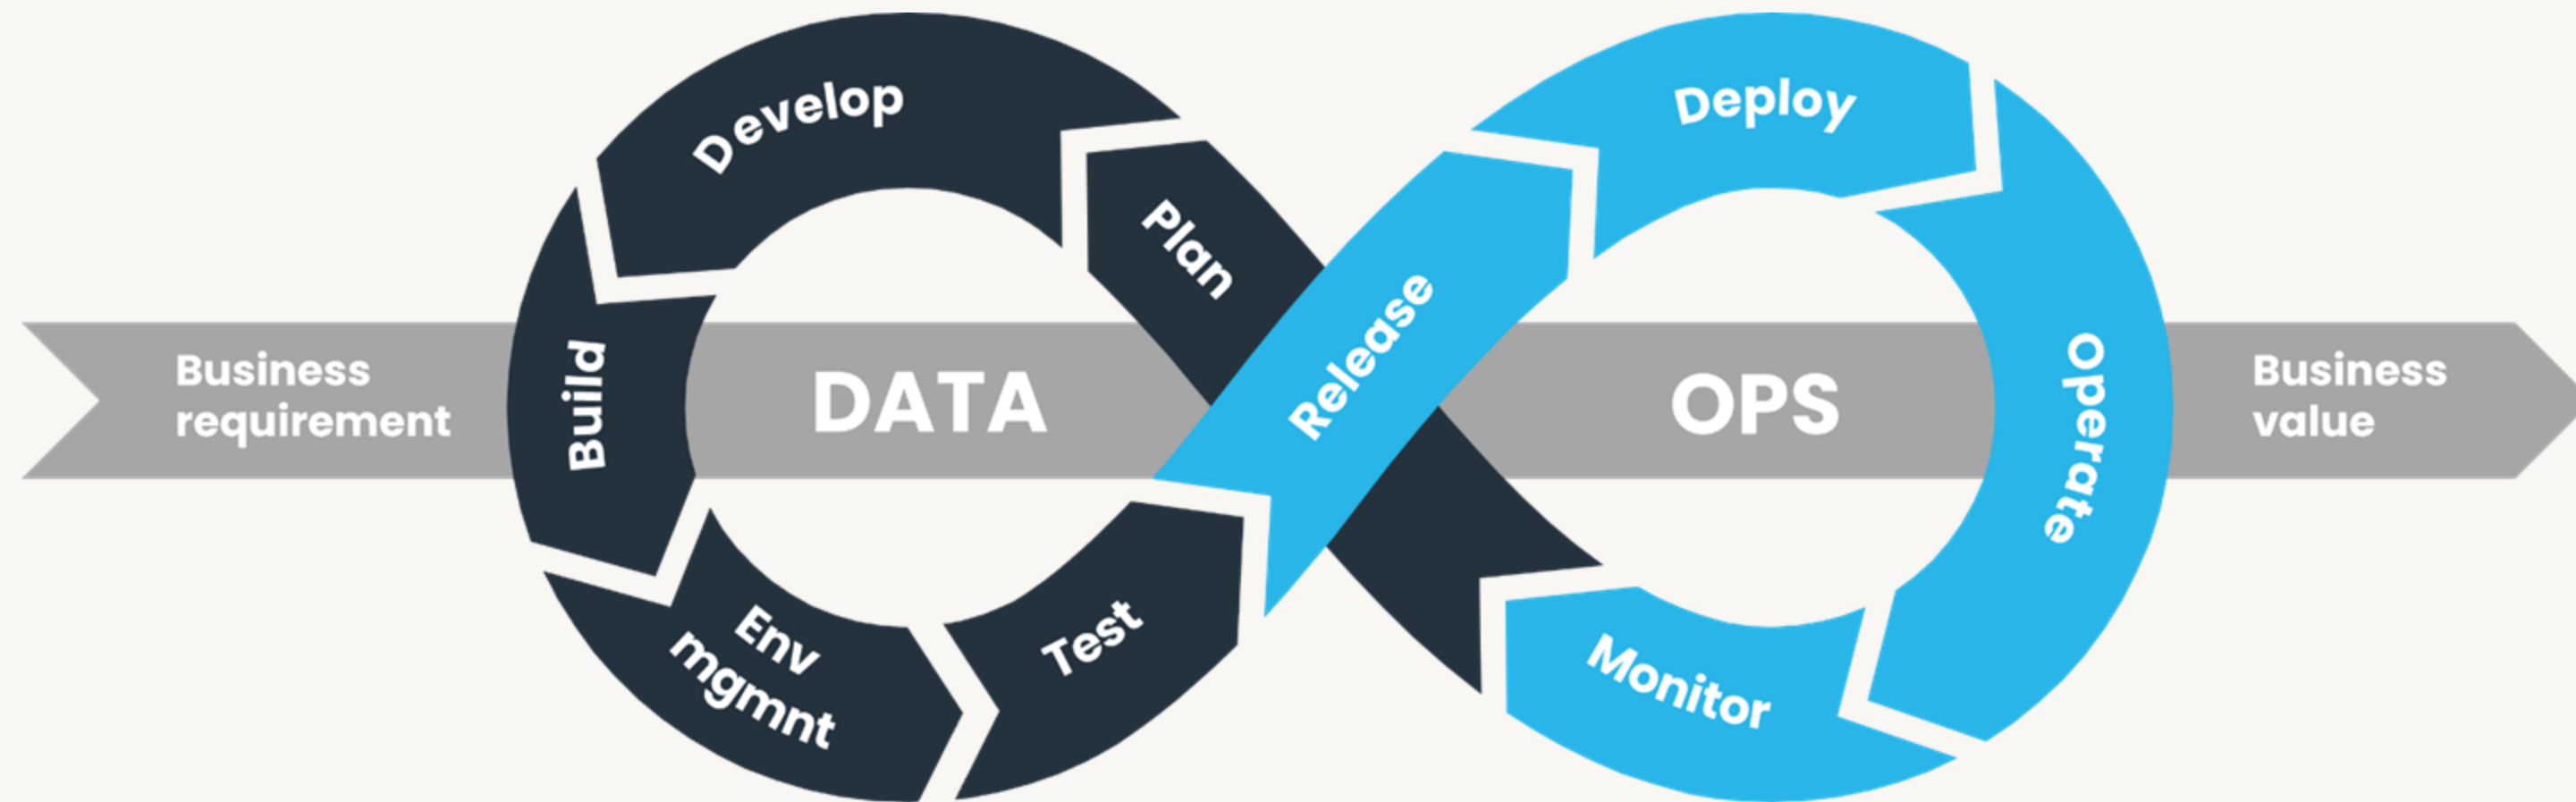 Business
requirement
Build
Develop
Plan
DATA
Env
mgmnt
Test
Release
Deploy
OPS
Operate
Monitor
Business
value